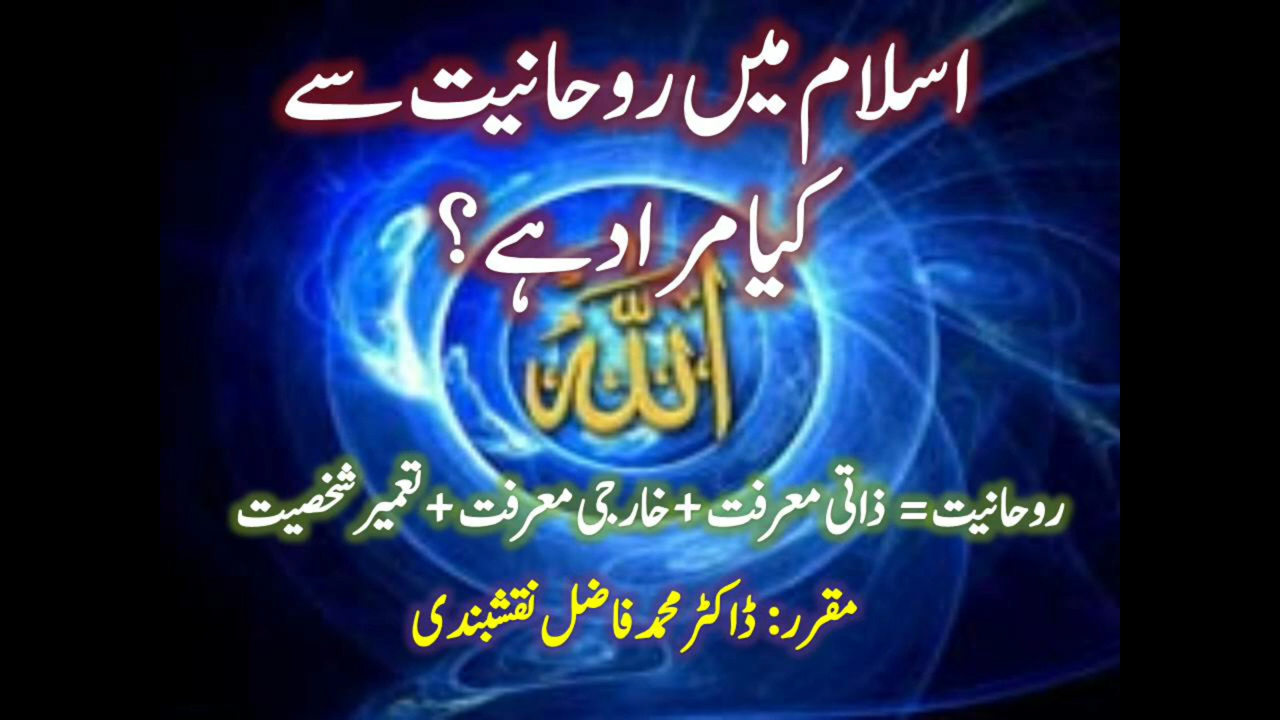 اسلام میں روحانیت سے
کیا مراد ہے؟
اللہ
روحانیت = ذاتی معرفت + خارجی معرفت + تعمیر شخصیت
مقرر: ڈاکٹر محمد فاضل نقشبندی